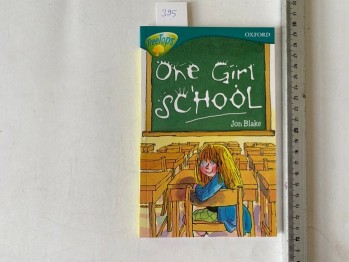 395
TreeTops
OXFORD
One Girl
SCHOOL
Jon Blake